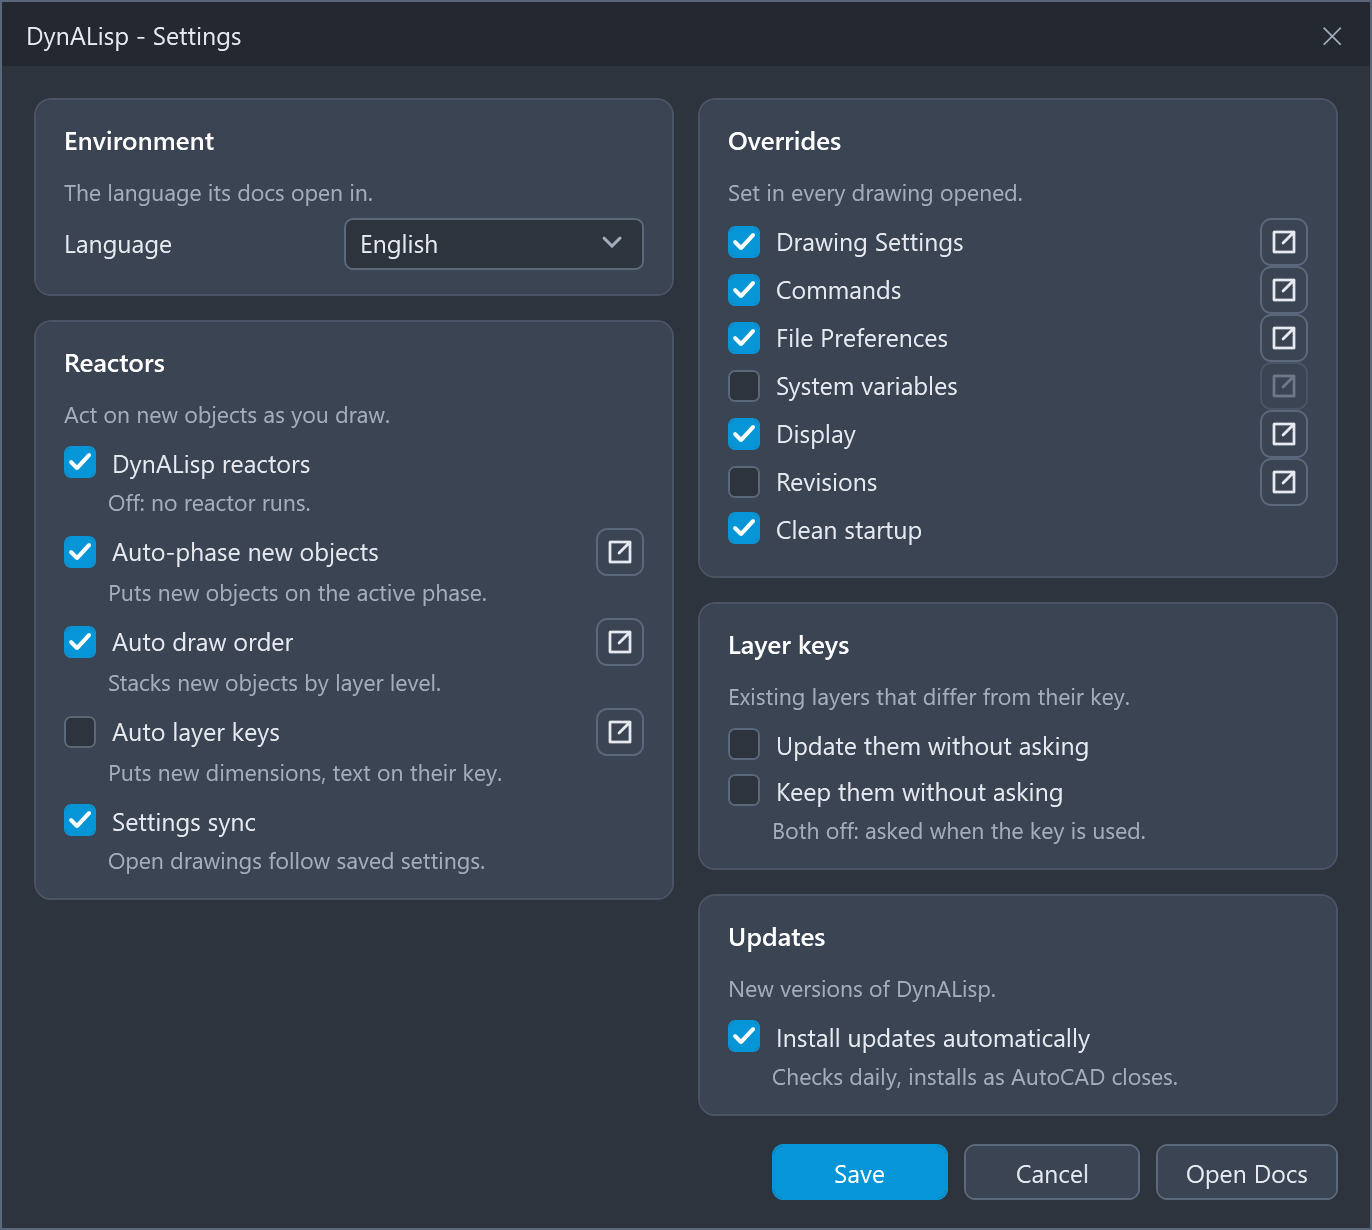 DynALisp - Settings
Environment
The language its docs open in.
Language
English
Reactors
Act on new objects as you draw.
DynALisp reactors
Off: no reactor runs.
Auto-phase new objects
Puts new objects on the active phase.
Auto draw order
Stacks new objects by layer level.
Auto layer keys
Puts new dimensions, text on their key.
Settings sync
Open drawings follow saved settings.
Overrides
Set in every drawing opened.
Drawing Settings
Commands
File Preferences
System variables
Display
Revisions
Clean startup
Layer keys
Existing layers that differ from their key.
Update them without asking
Keep them without asking
Both off: asked when the key is used.
Updates
New versions of DynALisp.
Install updates automatically
Checks daily, installs as AutoCAD closes.
Save
Cancel
Open Docs